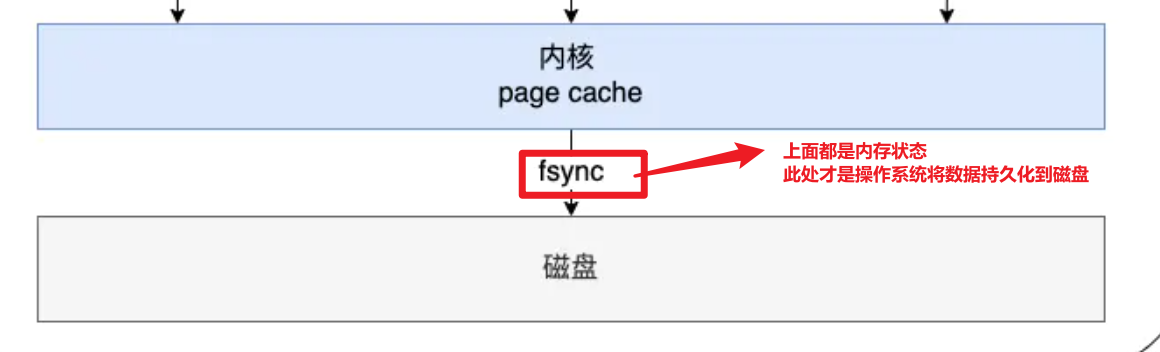 内核
page cache
上面都是内存状态
fsync
此处才是操作系统将数据持久化到磁盘
磁盘